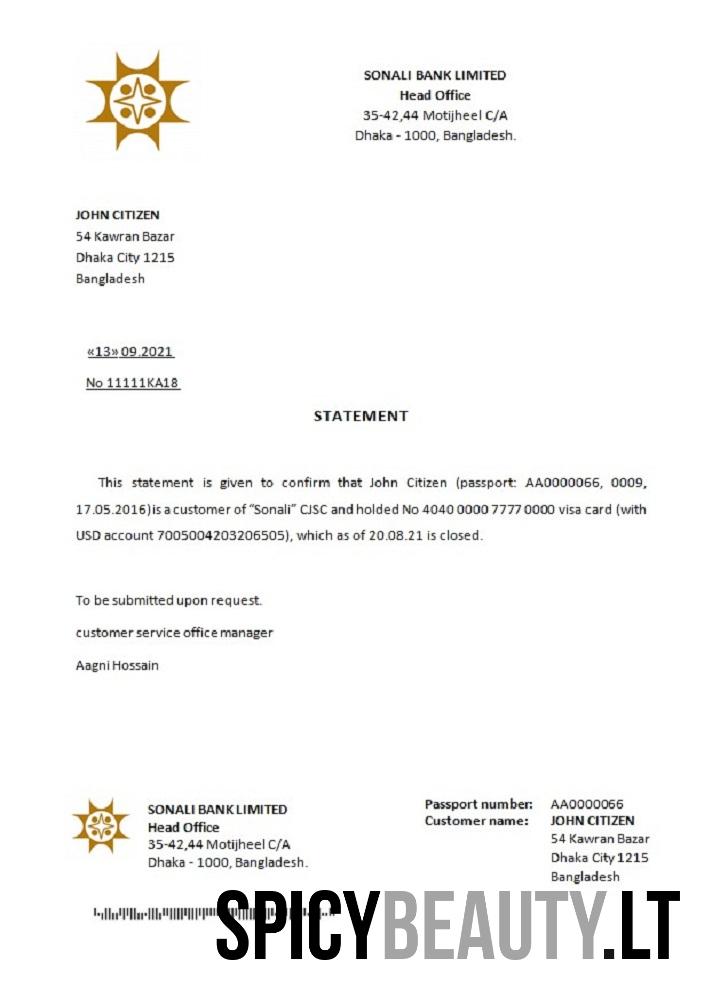 SONALI BANK LIMITED
Head Office
35-42,44 Motijheel C/A
Dhaka - 1000, Bangladesh.
JOHN CITIZEN
54 Kawran Bazar
Dhaka City 1215
Bangladesh
«13» 09.2021
No 11111KA18
STATEMENT
This statement is given to confirm that John Citizen (passport: AA0000066, 0009,
17.05.2016)is a customer of “Sonali” CJSC and holded No 4040 0000 7777 0000 visa card (with
USD account 7005004203206505), which as of 20.08.21 is closed.
To be submitted upon request.
customer service office manager
Aagni Hossain
SONALI BANK LIMITED
Head Office
35-42,44 Motijheel C/A
Dhaka - 1000, Bangladesh.
Passport number: AA0000066
Customer name: JOHN CITIZEN
54 Kawran Bazar
Dhaka City 1215
Bangladesh
SPICYBEAUTY.LT